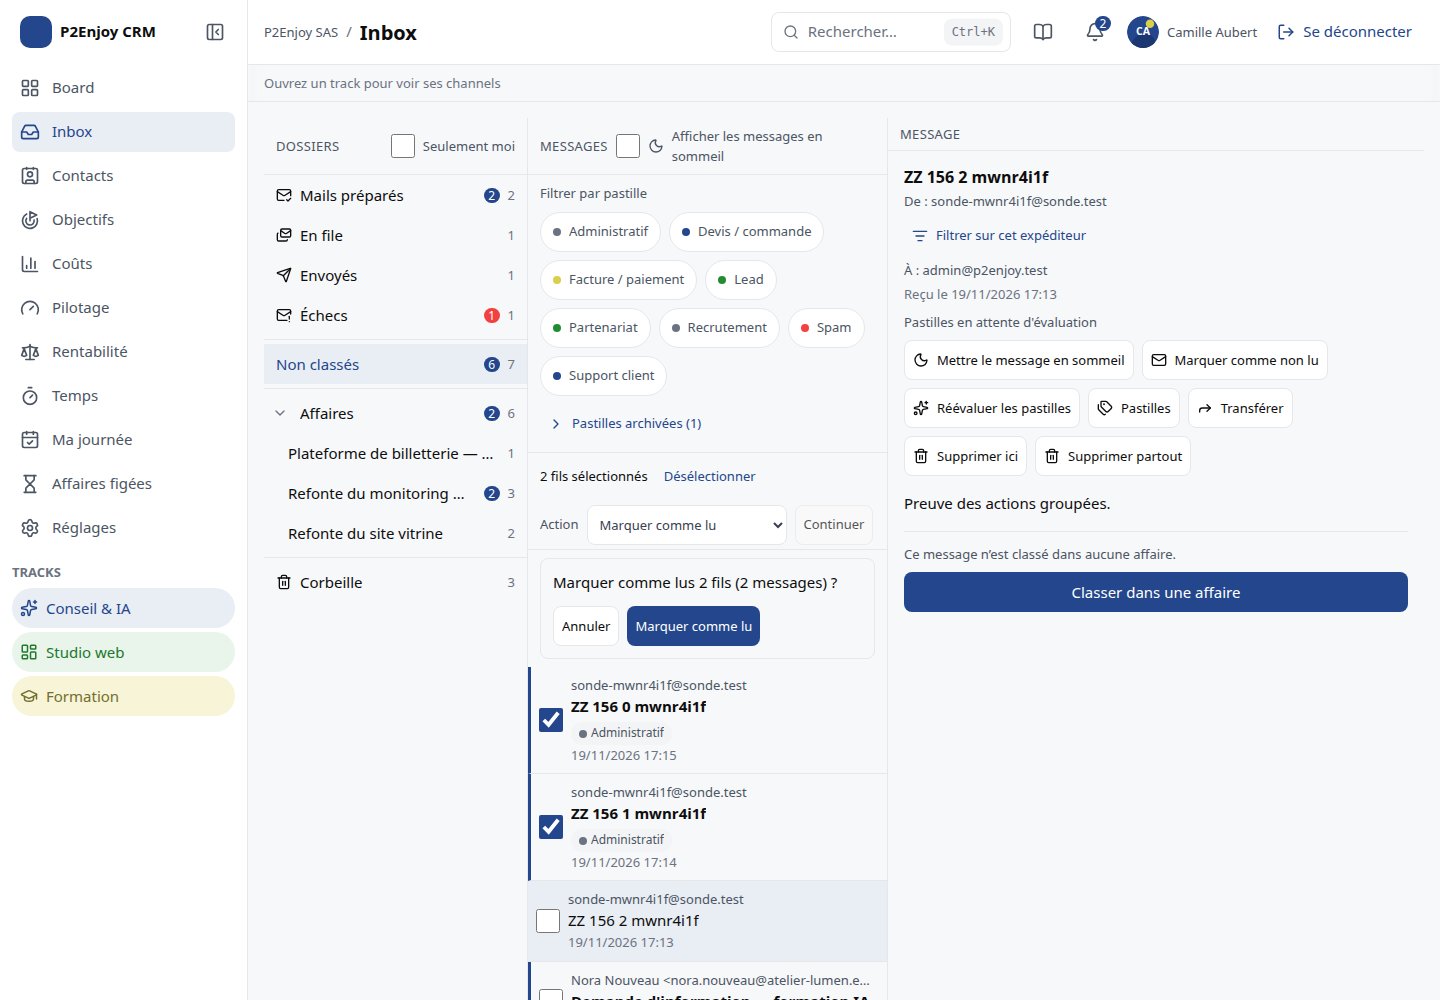 P2Enjoy CRM
Board
Inbox
Contacts
Objectifs
Coûts
Pilotage
Rentabilité
Temps
Ma journée
Affaires figées
Réglages
TRACKS
Conseil & IA
Studio web
Formation
P2Enjoy SAS / Inbox
Rechercher... Ctrl+K
2
CA Camille Aubert
Se déconnecter
Ouvrez un track pour voir ses channels
DOSSIERS Seulement moi
Mails préparés 2 2
En file 1
Envoyés 1
Échecs 1 1
Non classés 6 7
Affaires 2 6
Plateforme de billetterie — ... 1
Refonte du monitoring ... 2 3
Refonte du site vitrine 2
Corbeille 3
MESSAGES Afficher les messages en
sommeil
Filtrer par pastille
Administratif Devis / commande
Facture / paiement Lead
Partenariat Recrutement Spam
Support client
Pastilles archivées (1)
2 fils sélectionnés Désélectionner
Action Marquer comme lu Continuer
Marquer comme lus 2 fils (2 messages) ?
Annuler Marquer comme lu
sonde-mwnr4i1f@sonde.test
ZZ 156 0 mwnr4i1f
Administratif
19/11/2026 17:15
sonde-mwnr4i1f@sonde.test
ZZ 156 1 mwnr4i1f
Administratif
19/11/2026 17:14
sonde-mwnr4i1f@sonde.test
ZZ 156 2 mwnr4i1f
19/11/2026 17:13
Nora Nouveau <nora.nouveau@atelier-lumen.e...
Demande d'information — formation IA
MESSAGE
ZZ 156 2 mwnr4i1f
De : sonde-mwnr4i1f@sonde.test
Filtrer sur cet expéditeur
À : admin@p2enjoy.test
Reçu le 19/11/2026 17:13
Pastilles en attente d'évaluation
Mettre le message en sommeil Marquer comme non lu
Réévaluer les pastilles Pastilles Transférer
Supprimer ici Supprimer partout
Preuve des actions groupées.
Ce message n’est classé dans aucune affaire.
Classer dans une affaire